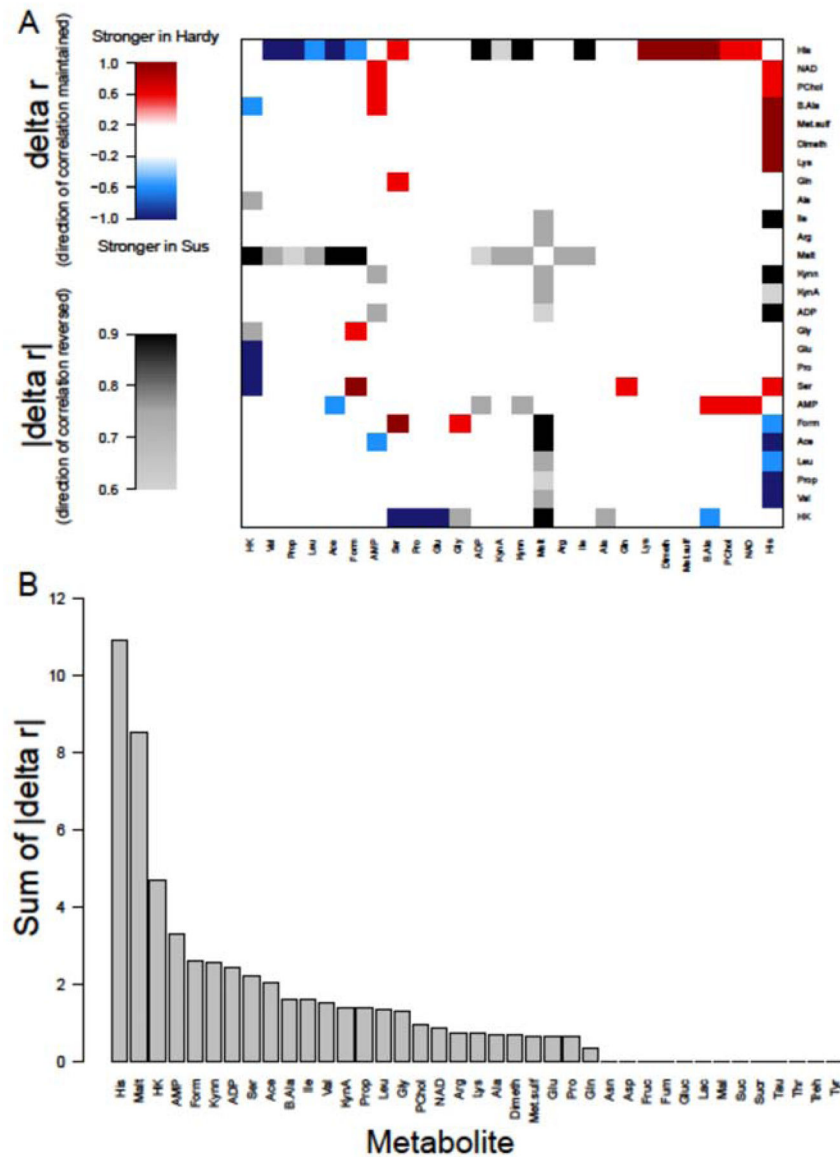 A
Stronger in Hardy
delta r
(direction of correlation maintained)
1.0
0.6
0.2
−0.2
−0.6
−1.0
Stronger in Sus
|delta r|
(direction of correlation reversed)
0.9
0.8
0.7
0.6
His
NAD
PChol
B.Ala
Met.sulf
Dimeth
Lys
Gln
Ala
Ile
Arg
Malt
Kynn
KynA
ADP
Gly
Glu
Pro
Ser
AMP
Form
Ace
Leu
Prop
Val
HK
HK Val Prop Leu Ace Form AMP Ser Pro Glu Gly ADP KynA Kynn Malt Arg Ile Ala Gln Lys Dimeth Met.sulf B.Ala PChol NAD His
B
Sum of |delta r|
12
10
8
6
4
2
0
His Malt HK AMP Form Kynn ADP Ser Ace B.Ala Ile Val KynA Prop Leu Gly PChol NAD Arg Lys Ala Dimeth Met.sulf Glu Pro Gln Asn Asp Fruc Fum Gluc Lac Mal Suc Sucr Tau Thr Treh Tyr
Metabolite